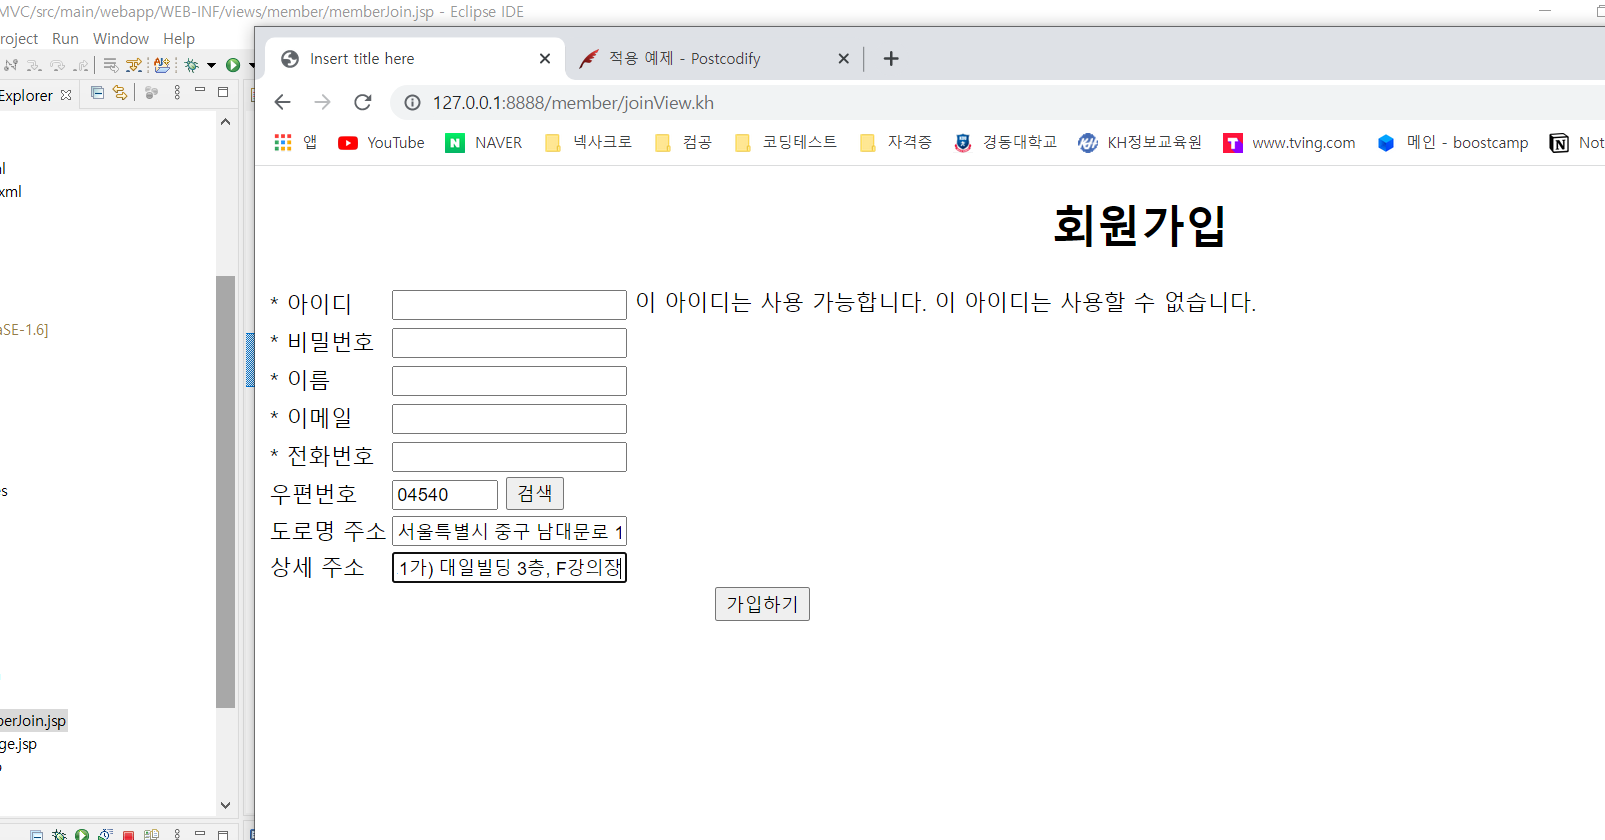 MVC/src/main/webapp/WEB-INF/views/member/memberJoin.jsp - Eclipse IDE
roject Run Window Help
Insert title here
적용 예제 - Postcodify
Explorer
127.0.0.1:8888/member/joinView.kh
앱 YouTube NAVER 넥사크로 컴공 코딩테스트 자격증 경동대학교 KH정보교육원 www.tving.com 메인 - boostcamp Not
회원가입
* 아이디 이 아이디는 사용 가능합니다. 이 아이디는 사용할 수 없습니다.
* 비밀번호
* 이름
* 이메일
* 전화번호
우편번호 04540 검색
도로명 주소 서울특별시 중구 남대문로 1
상세 주소 1가) 대일빌딩 3층, F강의장
가입하기
xml
aSE-1.6]
berJoin.jsp
ge.jsp